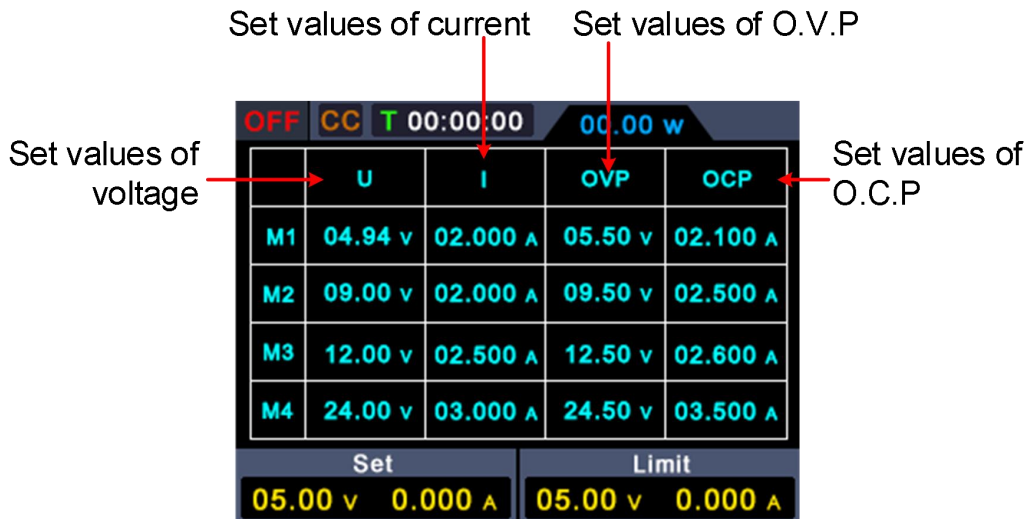 Set values of current Set values of O.V.P
OFF CC T 00:00:00 00.00 W
Set values of
voltage
Set values of
O.C.P
U I OVP OCP
M1 04.94 V 02.000 A 05.50 V 02.100 A
M2 09.00 V 02.000 A 09.50 V 02.500 A
M3 12.00 V 02.500 A 12.50 V 02.600 A
M4 24.00 V 03.000 A 24.50 V 03.500 A
Set Limit
05.00 V 0.000 A 05.00 V 0.000 A